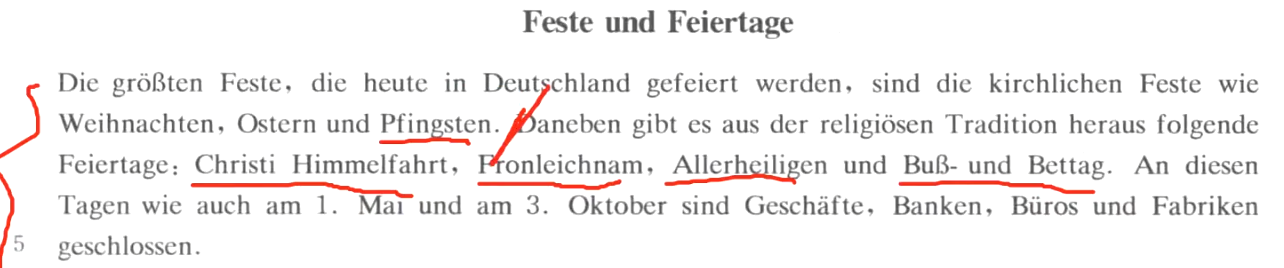 Feste und Feiertage
Die größten Feste, die heute in Deutschland gefeiert werden, sind die kirchlichen Feste wie
Weihnachten, Ostern und Pfingsten. Daneben gibt es aus der religiösen Tradition heraus folgende
Feiertage: Christi Himmelfahrt, Fronleichnam, Allerheiligen und Buß- und Bettag. An diesen
Tagen wie auch am 1. Mai und am 3. Oktober sind Geschäfte, Banken, Büros und Fabriken
5 geschlossen.